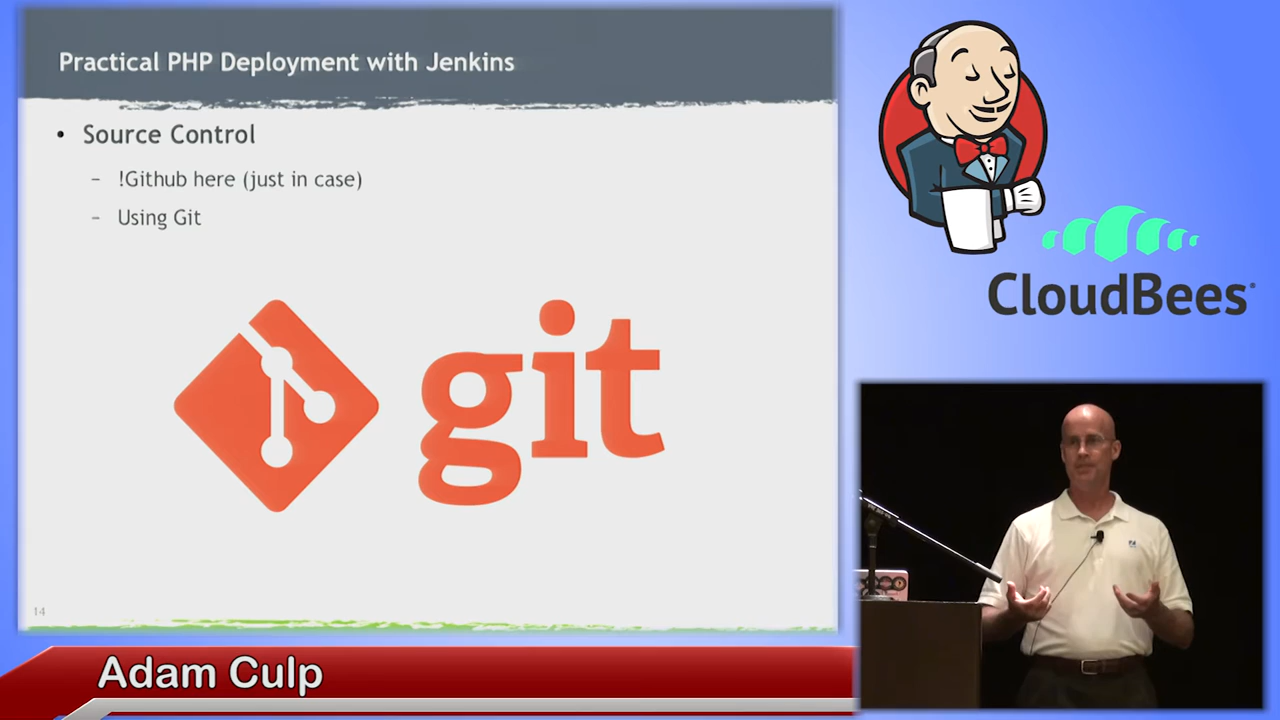 Practical PHP Deployment with Jenkins
• Source Control
– !Github here (just in case)
– Using Git
git
14
CloudBees
Adam Culp